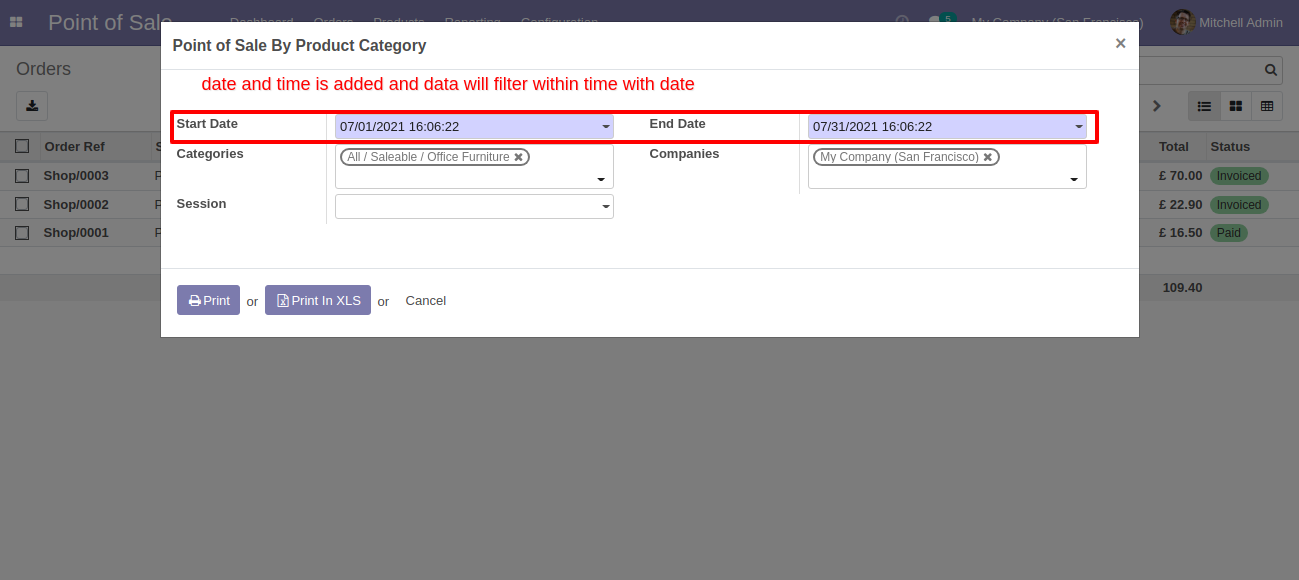 Point of Sale
Dashboard Orders Products Reporting Configuration
5
My Company (San Francisco)
Mitchell Admin
Orders
Point of Sale By Product Category ×
date and time is added and data will filter within time with date
Start Date 07/01/2021 16:06:22 End Date 07/31/2021 16:06:22
Categories All / Saleable / Office Furniture Companies My Company (San Francisco)
Session
Print or Print In XLS or Cancel
Order Ref Total Status
Shop/0003 £ 70.00 Invoiced
Shop/0002 £ 22.90 Invoiced
Shop/0001 £ 16.50 Paid
109.40